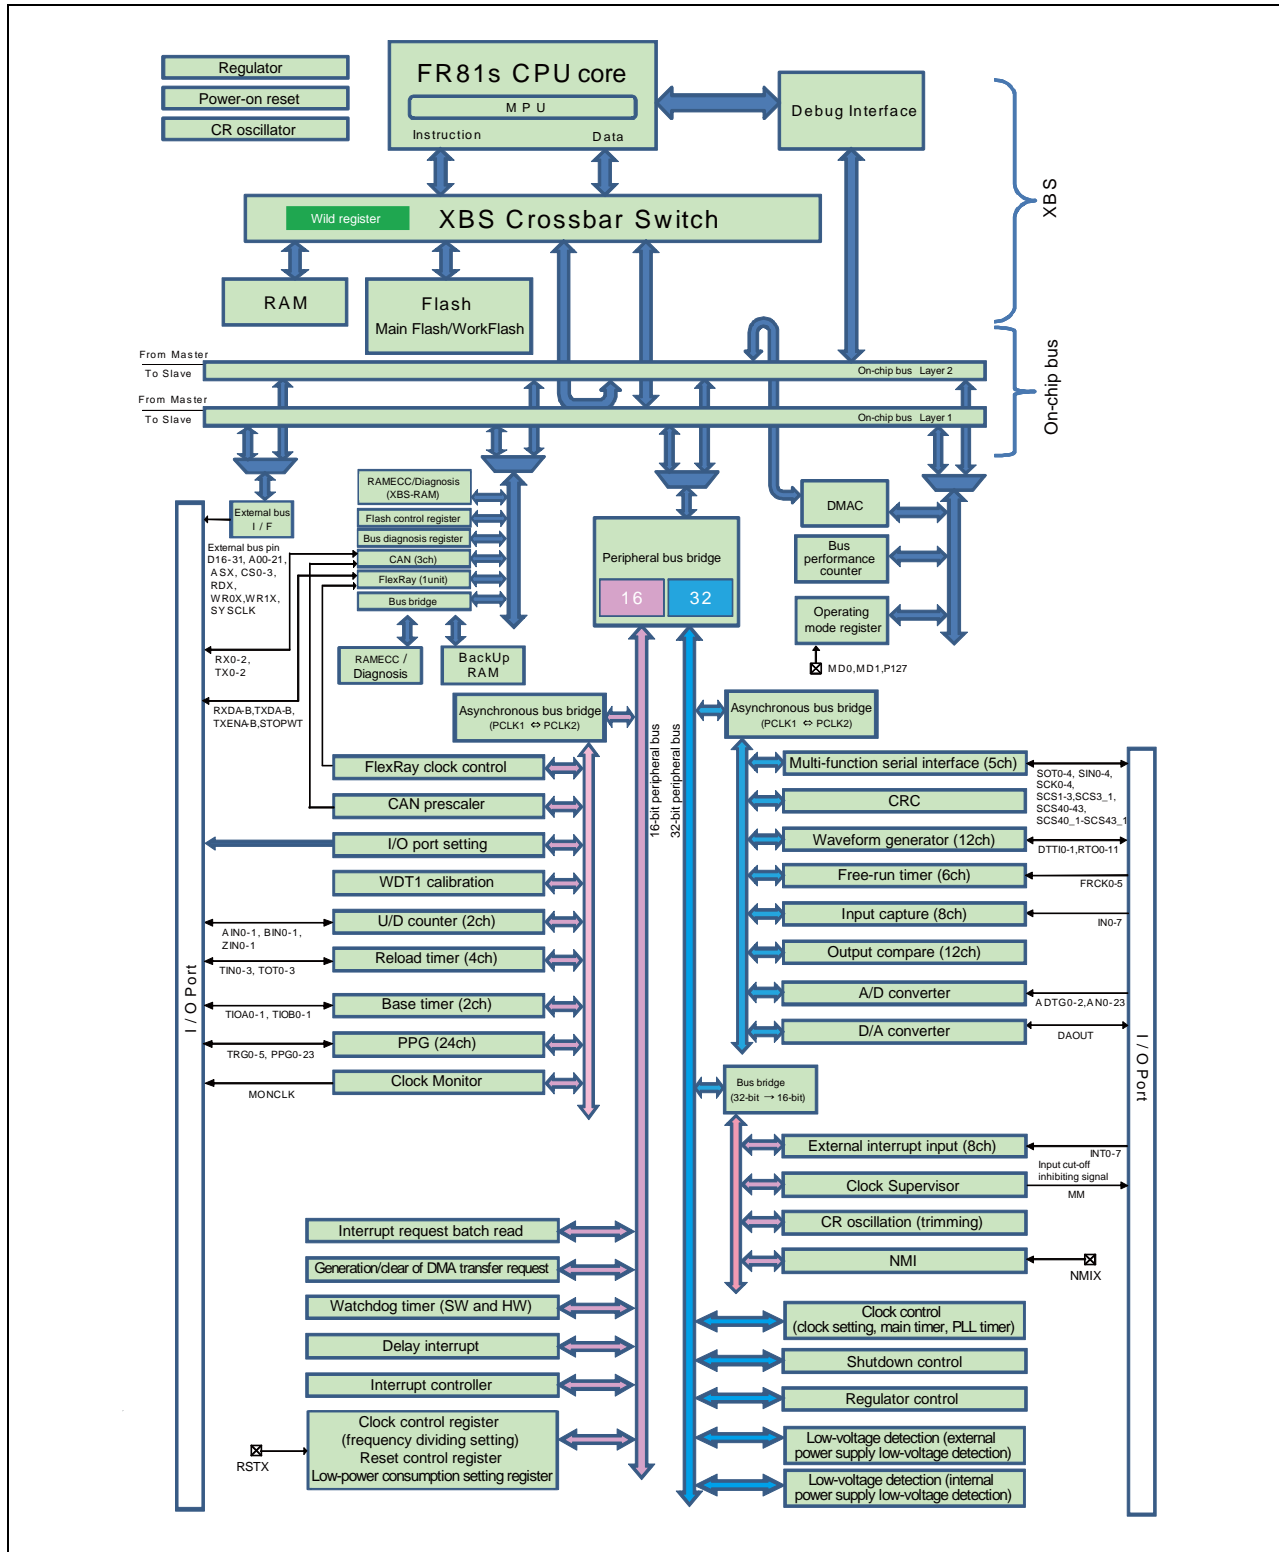 Regulator
Power-on reset
CR oscillator
FR81s CPU core
MPU
Instruction
Data
Debug Interface
XBS
Wild register
XBS Crossbar Switch
RAM
Flash
Main Flash/WorkFlash
From Master
To Slave
On-chip bus Layer 2
From Master
To Slave
On-chip bus Layer 1
On-chip bus
External bus
I / F
External bus pin
D16-31, A00-21,
ASX, CS0-3,
RDX,
WR0X,WR1X,
SYSCLK
RX0-2,
TX0-2
RXDA-B,TXDA-B,
TXENA-B,STOPWT
RAMECC/Diagnosis
(XBS-RAM)
Flash control register
Bus diagnosis register
CAN (3ch)
FlexRay (1unit)
Bus bridge
RAMECC /
Diagnosis
BackUp
RAM
Peripheral bus bridge
16
32
DMAC
Bus
performance
counter
Operating
mode register
MD0,MD1,P127
Asynchronous bus bridge
(PCLK1 ⇔ PCLK2)
16-bit peripheral bus
32-bit peripheral bus
Asynchronous bus bridge
(PCLK1 ⇔ PCLK2)
I / O Port
FlexRay clock control
CAN prescaler
I/O port setting
WDT1 calibration
U/D counter (2ch)
AIN0-1, BIN0-1,
ZIN0-1
Reload timer (4ch)
TIN0-3, TOT0-3
Base timer (2ch)
TIOA0-1, TIOB0-1
PPG (24ch)
TRG0-5, PPG0-23
Clock Monitor
MONCLK
Multi-function serial interface (5ch)
SOT0-4, SIN0-4,
SCK0-4,
SCS1-3,SCS3_1,
SCS40-43,
SCS40_1-SCS43_1
CRC
Waveform generator (12ch)
DTTI0-1,RTO0-11
Free-run timer (6ch)
FRCK0-5
Input capture (8ch)
IN0-7
Output compare (12ch)
A/D converter
ADTG0-2,AN0-23
D/A converter
DAOUT
I / O Port
Bus bridge
(32-bit → 16-bit)
External interrupt input (8ch)
INT0-7
Input cut-off
inhibiting signal
Clock Supervisor
MM
CR oscillation (trimming)
NMI
NMIX
Interrupt request batch read
Generation/clear of DMA transfer request
Watchdog timer (SW and HW)
Delay interrupt
Interrupt controller
Clock control register
(frequency dividing setting)
Reset control register
Low-power consumption setting register
RSTX
Clock control
(clock setting, main timer, PLL timer)
Shutdown control
Regulator control
Low-voltage detection (external
power supply low-voltage detection)
Low-voltage detection (internal
power supply low-voltage detection)